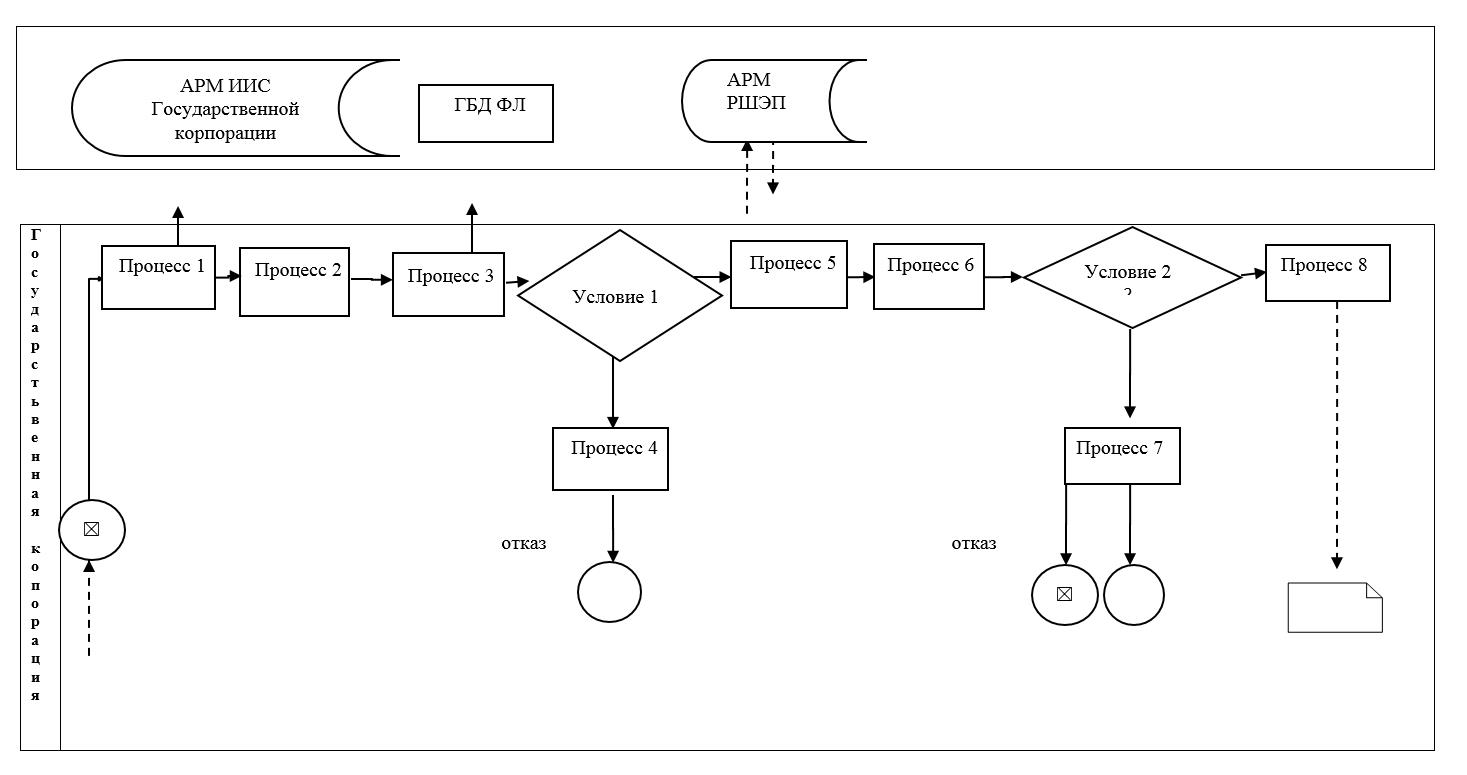 АРМ ИИС
Государственной
корпорации
ГБД ФЛ
АРМ
РШЭП
Государственная копорация
Процесс 1
Процесс 2
Процесс 3
Условие 1
Процесс 5
Процесс 6
Условие 2
Процесс 8
Процесс 4
Процесс 7
отказ
отказ